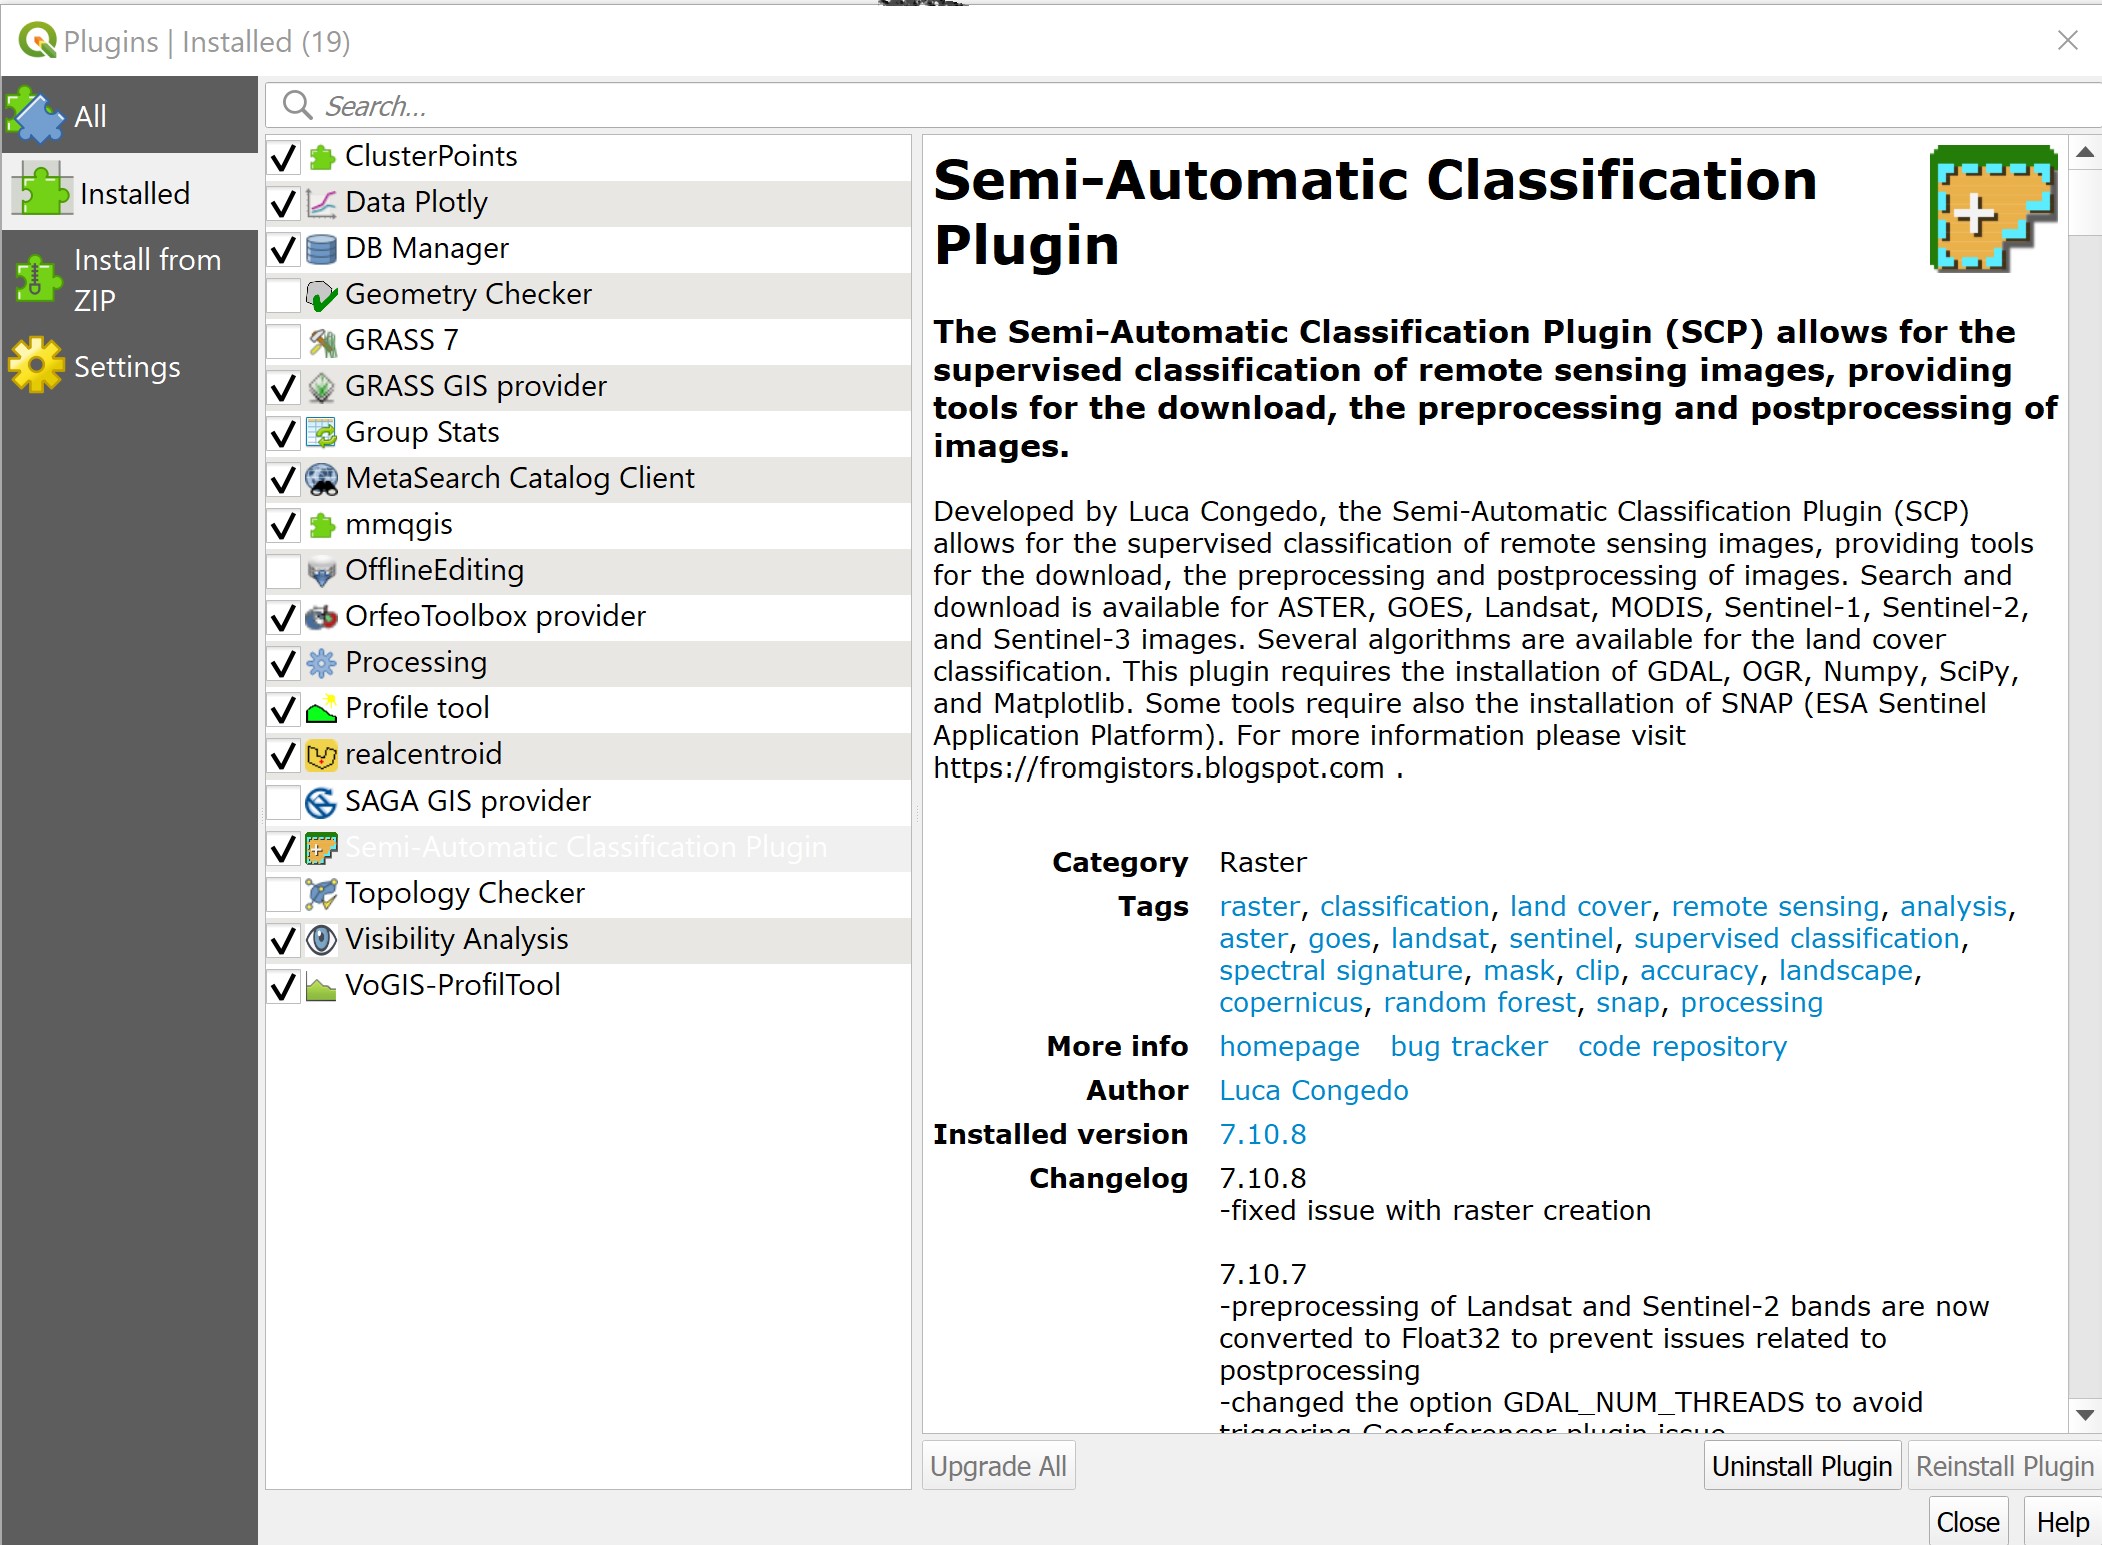 Plugins | Installed (19)
All
Installed
Install from
ZIP
Settings
Search...
ClusterPoints
Data Plotly
DB Manager
Geometry Checker
GRASS 7
GRASS GIS provider
Group Stats
MetaSearch Catalog Client
mmqgis
OfflineEditing
OrfeoToolbox provider
Processing
Profile tool
realcentroid
SAGA GIS provider
Semi-Automatic Classification Plugin
Topology Checker
Visibility Analysis
VoGIS-ProfilTool
Semi-Automatic Classification
Plugin
The Semi-Automatic Classification Plugin (SCP) allows for the
supervised classification of remote sensing images, providing
tools for the download, the preprocessing and postprocessing of
images.
Developed by Luca Congedo, the Semi-Automatic Classification Plugin (SCP)
allows for the supervised classification of remote sensing images, providing tools
for the download, the preprocessing and postprocessing of images. Search and
download is available for ASTER, GOES, Landsat, MODIS, Sentinel-1, Sentinel-2,
and Sentinel-3 images. Several algorithms are available for the land cover
classification. This plugin requires the installation of GDAL, OGR, Numpy, SciPy,
and Matplotlib. Some tools require also the installation of SNAP (ESA Sentinel
Application Platform). For more information please visit
https://fromgistors.blogspot.com .
Category Raster
Tags raster, classification, land cover, remote sensing, analysis,
aster, goes, landsat, sentinel, supervised classification,
spectral signature, mask, clip, accuracy, landscape,
copernicus, random forest, snap, processing
More info homepage bug tracker code repository
Author Luca Congedo
Installed version 7.10.8
Changelog 7.10.8
-fixed issue with raster creation
7.10.7
-preprocessing of Landsat and Sentinel-2 bands are now
converted to Float32 to prevent issues related to
postprocessing
-changed the option GDAL_NUM_THREADS to avoid
triggering Georeferencer plugin issue
Upgrade All
Uninstall Plugin
Reinstall Plugin
Close
Help